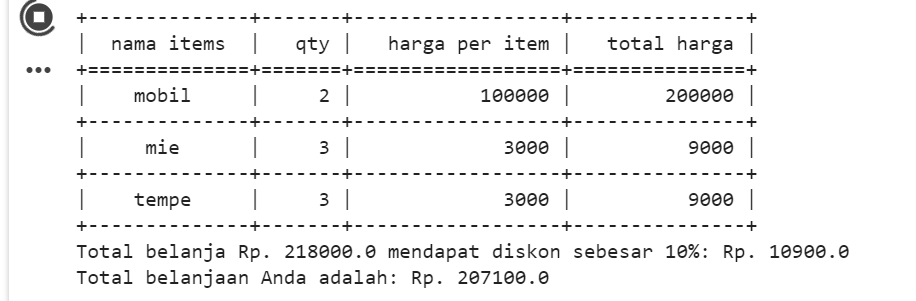 nama items | qty | harga per item | total harga
mobil | 2 | 100000 | 200000
mie | 3 | 3000 | 9000
tempe | 3 | 3000 | 9000
Total belanja Rp. 218000.0 mendapat diskon sebesar 10%: Rp. 10900.0
Total belanjaan Anda adalah: Rp. 207100.0